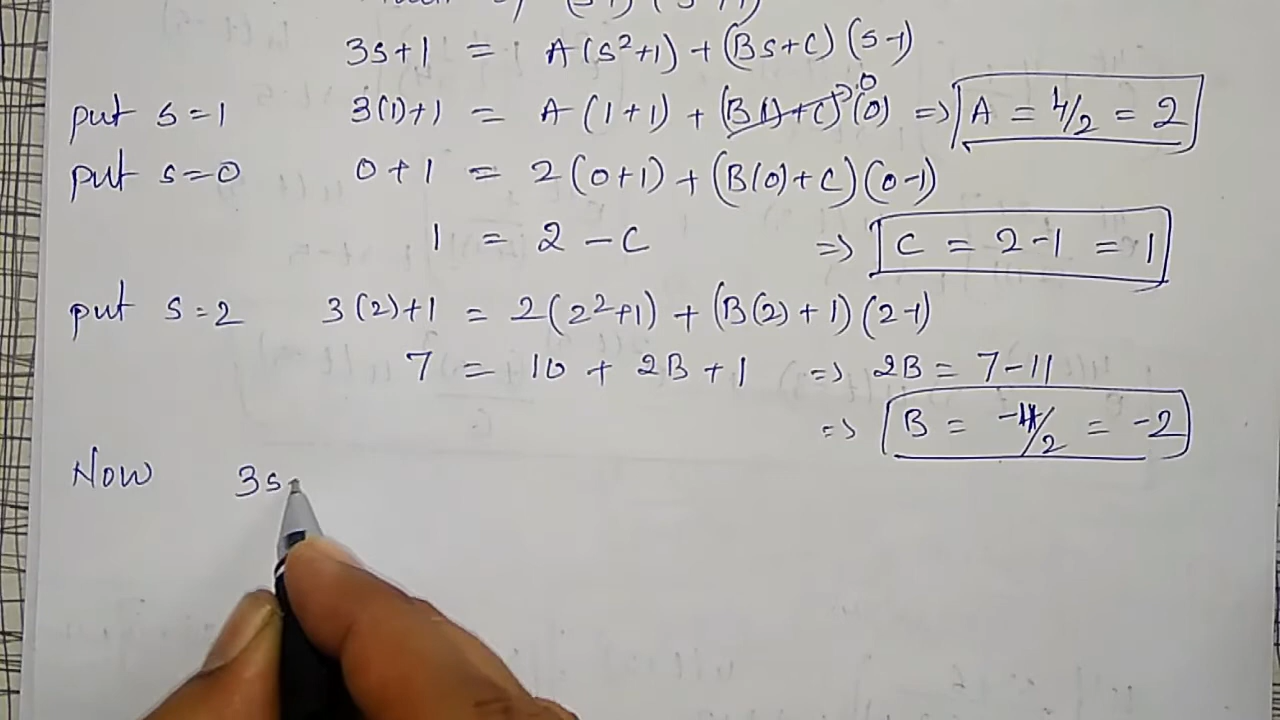 3s+1 = A(s²+1) + (Bs+C)(s-1)
put s=1 3(1)+1 = A(1+1) + (B(1)+C)(0) 0 => A = 4/2 = 2
put s=0 0+1 = 2(0+1) + (B(0)+C)(0-1)
1 = 2 - C => C = 2-1 = 1
put s=2 3(2)+1 = 2(2²+1) + (B(2)+1)(2-1)
7 = 10 + 2B + 1 => 2B = 7-11
=> B = -4/2 = -2
Now 3s